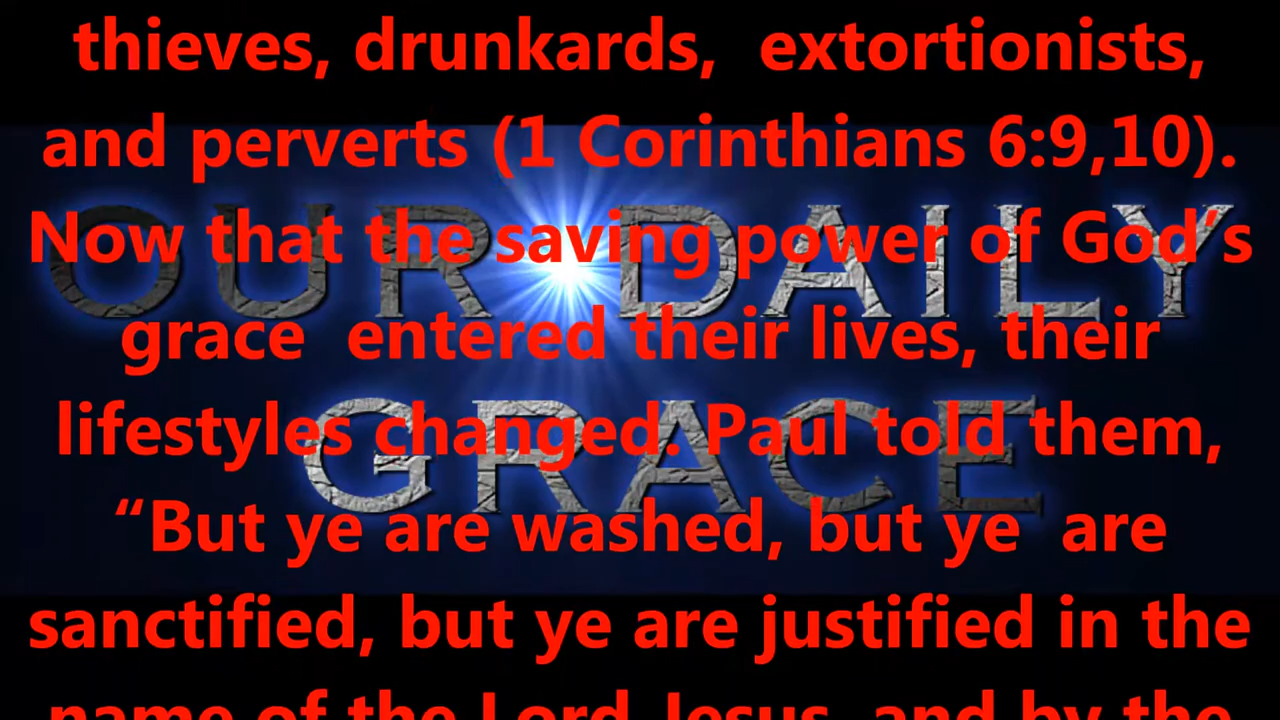 thieves, drunkards, extortionists,
and perverts (1 Corinthians 6:9,10).
Now that the saving power of God’s
OUR DAILY
grace entered their lives, their
lifestyles changed. Paul told them,
GRACE
“But ye are washed, but ye are
sanctified, but ye are justified in the
name of the Lord Jesus, and by the